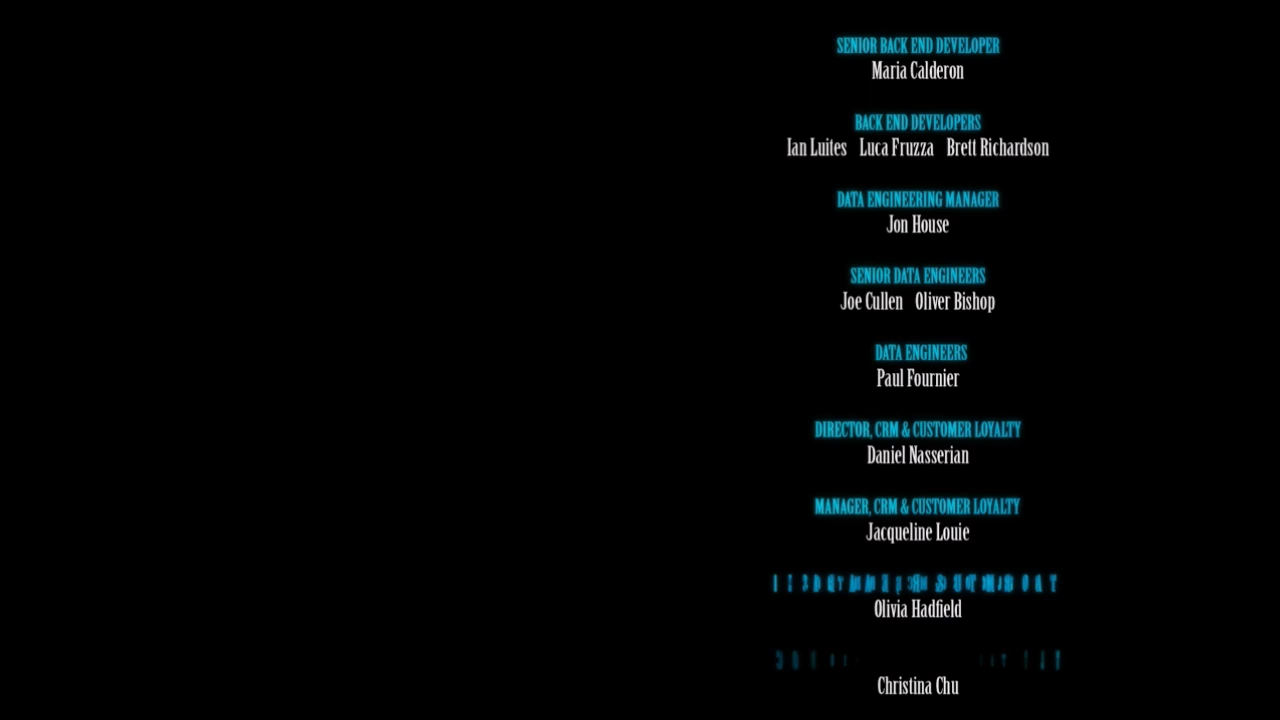 SENIOR BACK END DEVELOPER
Maria Calderon
BACK END DEVELOPERS
Ian Luites Luca Fruzza Brett Richardson
DATA ENGINEERING MANAGER
Jon House
SENIOR DATA ENGINEERS
Joe Cullen Oliver Bishop
DATA ENGINEERS
Paul Fournier
DIRECTOR, CRM & CUSTOMER LOYALTY
Daniel Nasserian
MANAGER, CRM & CUSTOMER LOYALTY
Jacqueline Louie
Olivia Hadfield
Christina Chu